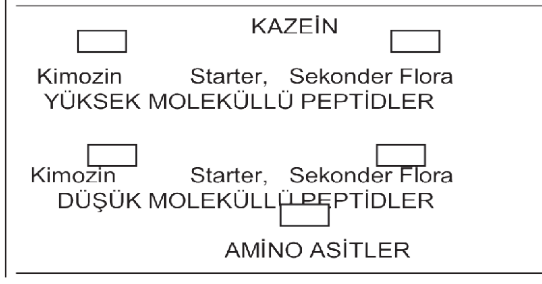 KAZEİN
Kimozin Starter, Sekonder Flora
YÜKSEK MOLEKÜLLÜ PEPTİDLER
Kimozin Starter, Sekonder Flora
DÜŞÜK MOLEKÜLLÜ PEPTİDLER
AMİNO ASİTLER